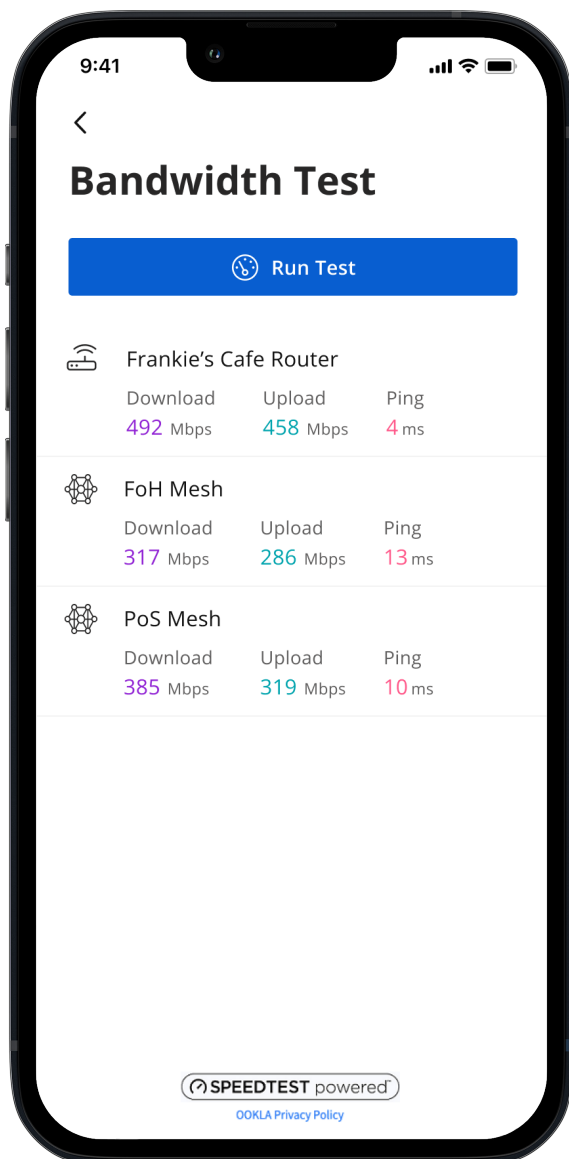 9:41
Bandwidth Test
Run Test
Frankie's Cafe Router
Download Upload Ping
492 Mbps 458 Mbps 4 ms
FoH Mesh
Download Upload Ping
317 Mbps 286 Mbps 13 ms
PoS Mesh
Download Upload Ping
385 Mbps 319 Mbps 10 ms
SPEEDTEST powered™
OOKLA Privacy Policy